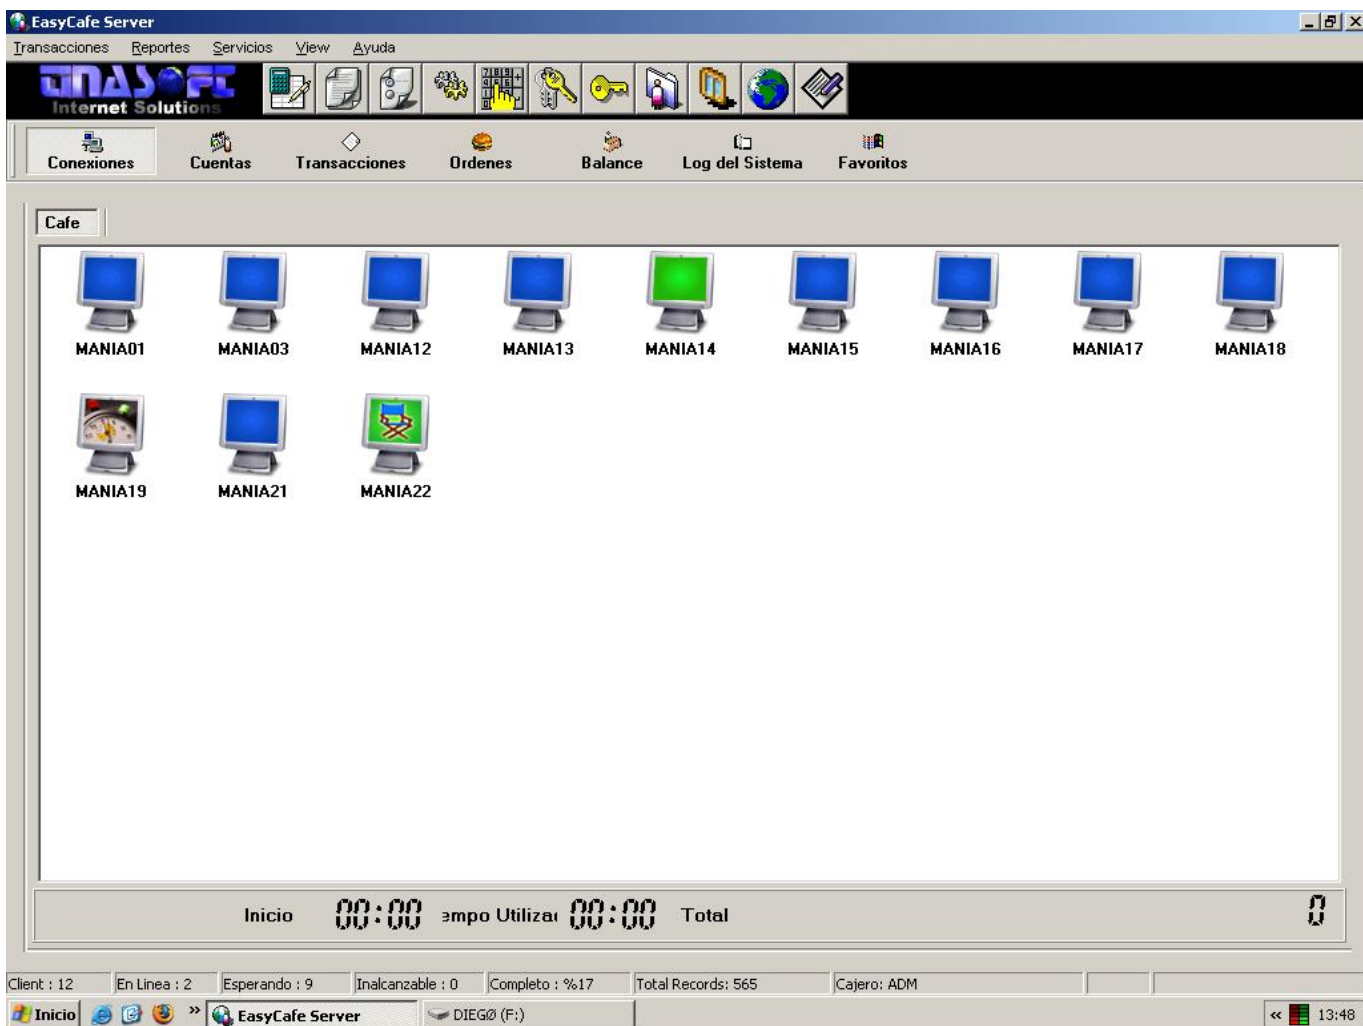 EasyCafe Server
Transacciones Reportes Servicios View Ayuda
TINASOFT
Internet Solutions
Conexiones Cuentas Transacciones Ordenes Balance Log del Sistema Favoritos
Cafe
MANIA01 MANIA03 MANIA12 MANIA13 MANIA14 MANIA15 MANIA16 MANIA17 MANIA18
MANIA19 MANIA21 MANIA22
Inicio 00:00 empo Utiliza 00:00 Total 0
Client : 12 En Linea : 2 Esperando : 9 Inalcanzable : 0 Completo : %17 Total Records: 565 Cajero: ADM
Inicio » EasyCafe Server DIEGØ (F:) « 13:48